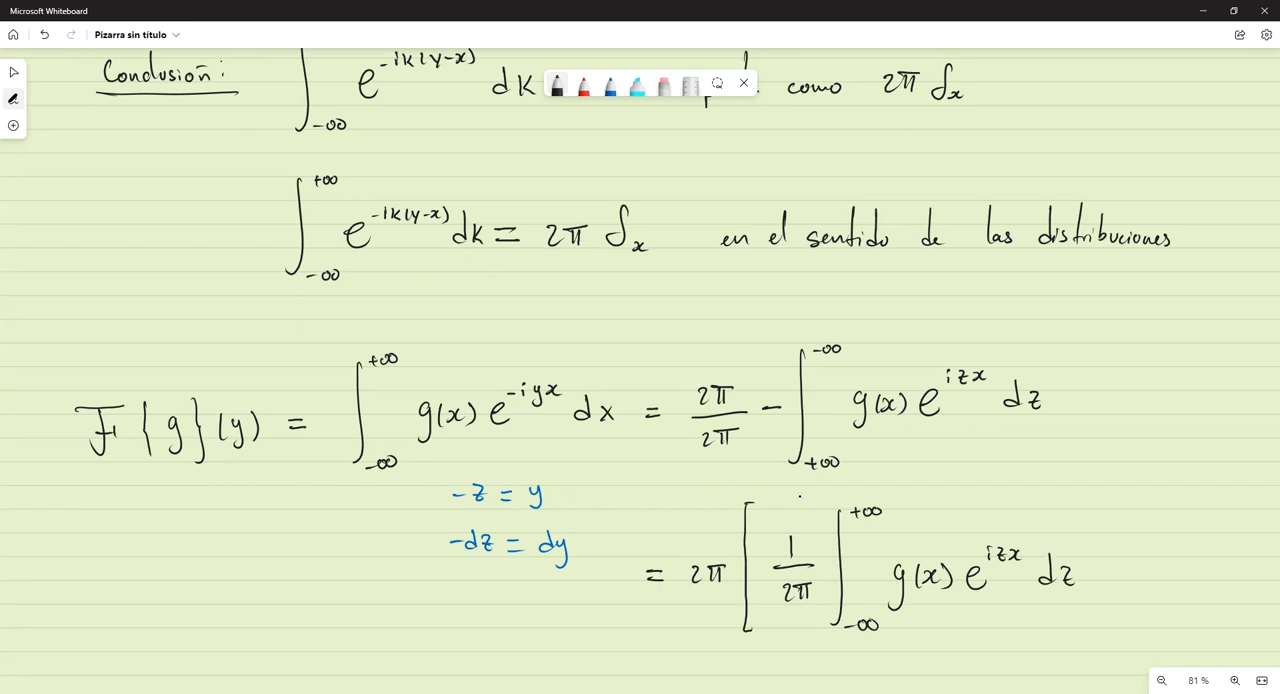 Microsoft Whiteboard
Pizarra sin título
Conclusión: ∫_{-∞} e^{-ik(y-x)} dk como 2π δ_x
∫_{-∞}^{+∞} e^{-ik(y-x)} dk = 2π δ_x en el sentido de las distribuciones
F{g}(y) = ∫_{-∞}^{+∞} g(x) e^{-iyx} dx = 2π/2π - ∫_{+∞}^{-∞} g(x) e^{izx} dz
-z = y
-dz = dy
= 2π [ 1/2π ∫_{-∞}^{+∞} g(x) e^{izx} dz
81 %